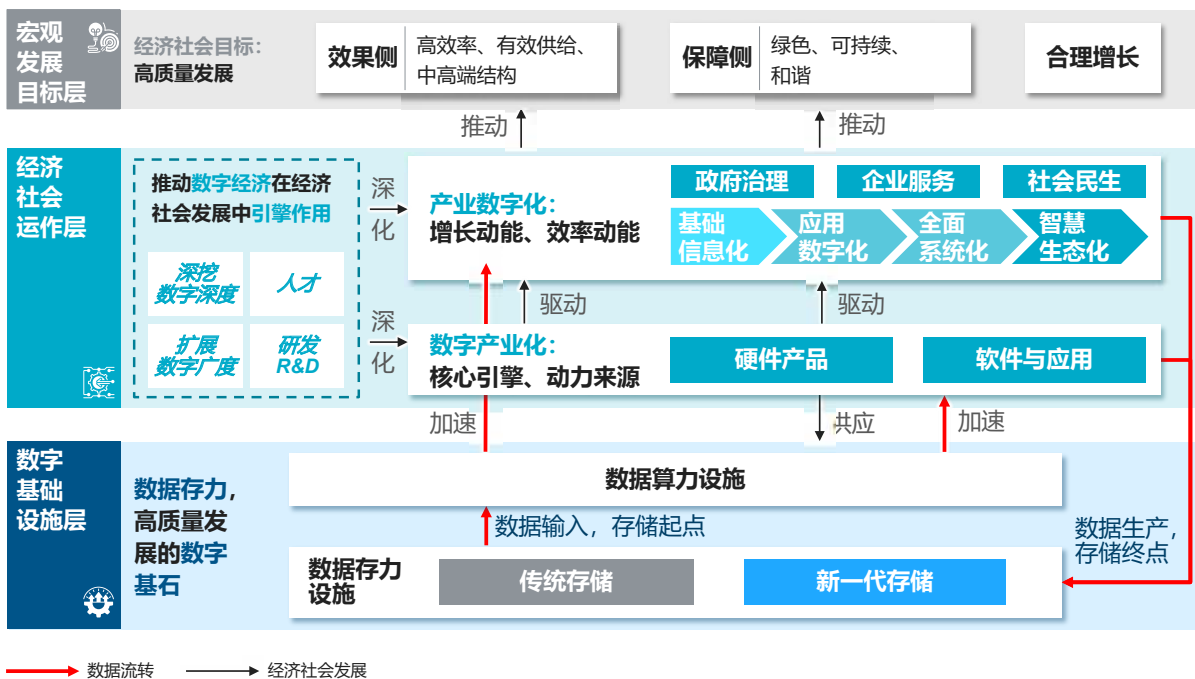 宏观
发展
目标层
经济社会目标：
高质量发展
效果侧
高效率、有效供给、
中高端结构
保障侧
绿色、可持续、
和谐
合理增长
推动
推动
经济
社会
运作层
推动数字经济在经济
社会发展中引擎作用
深挖
数字深度
人才
扩展
数字广度
研发
R&D
深
化
深
化
产业数字化：
增长动能、效率动能
政府治理
企业服务
社会民生
基础
信息化
应用
数字化
全面
系统化
智慧
生态化
驱动
驱动
数字产业化：
核心引擎、动力来源
硬件产品
软件与应用
加速
供应
加速
数字
基础
设施层
数据存力，
高质量发
展的数字
基石
数据算力设施
数据输入，存储起点
数据存力
设施
传统存储
新一代存储
数据生产，
存储终点
数据流转
经济社会发展